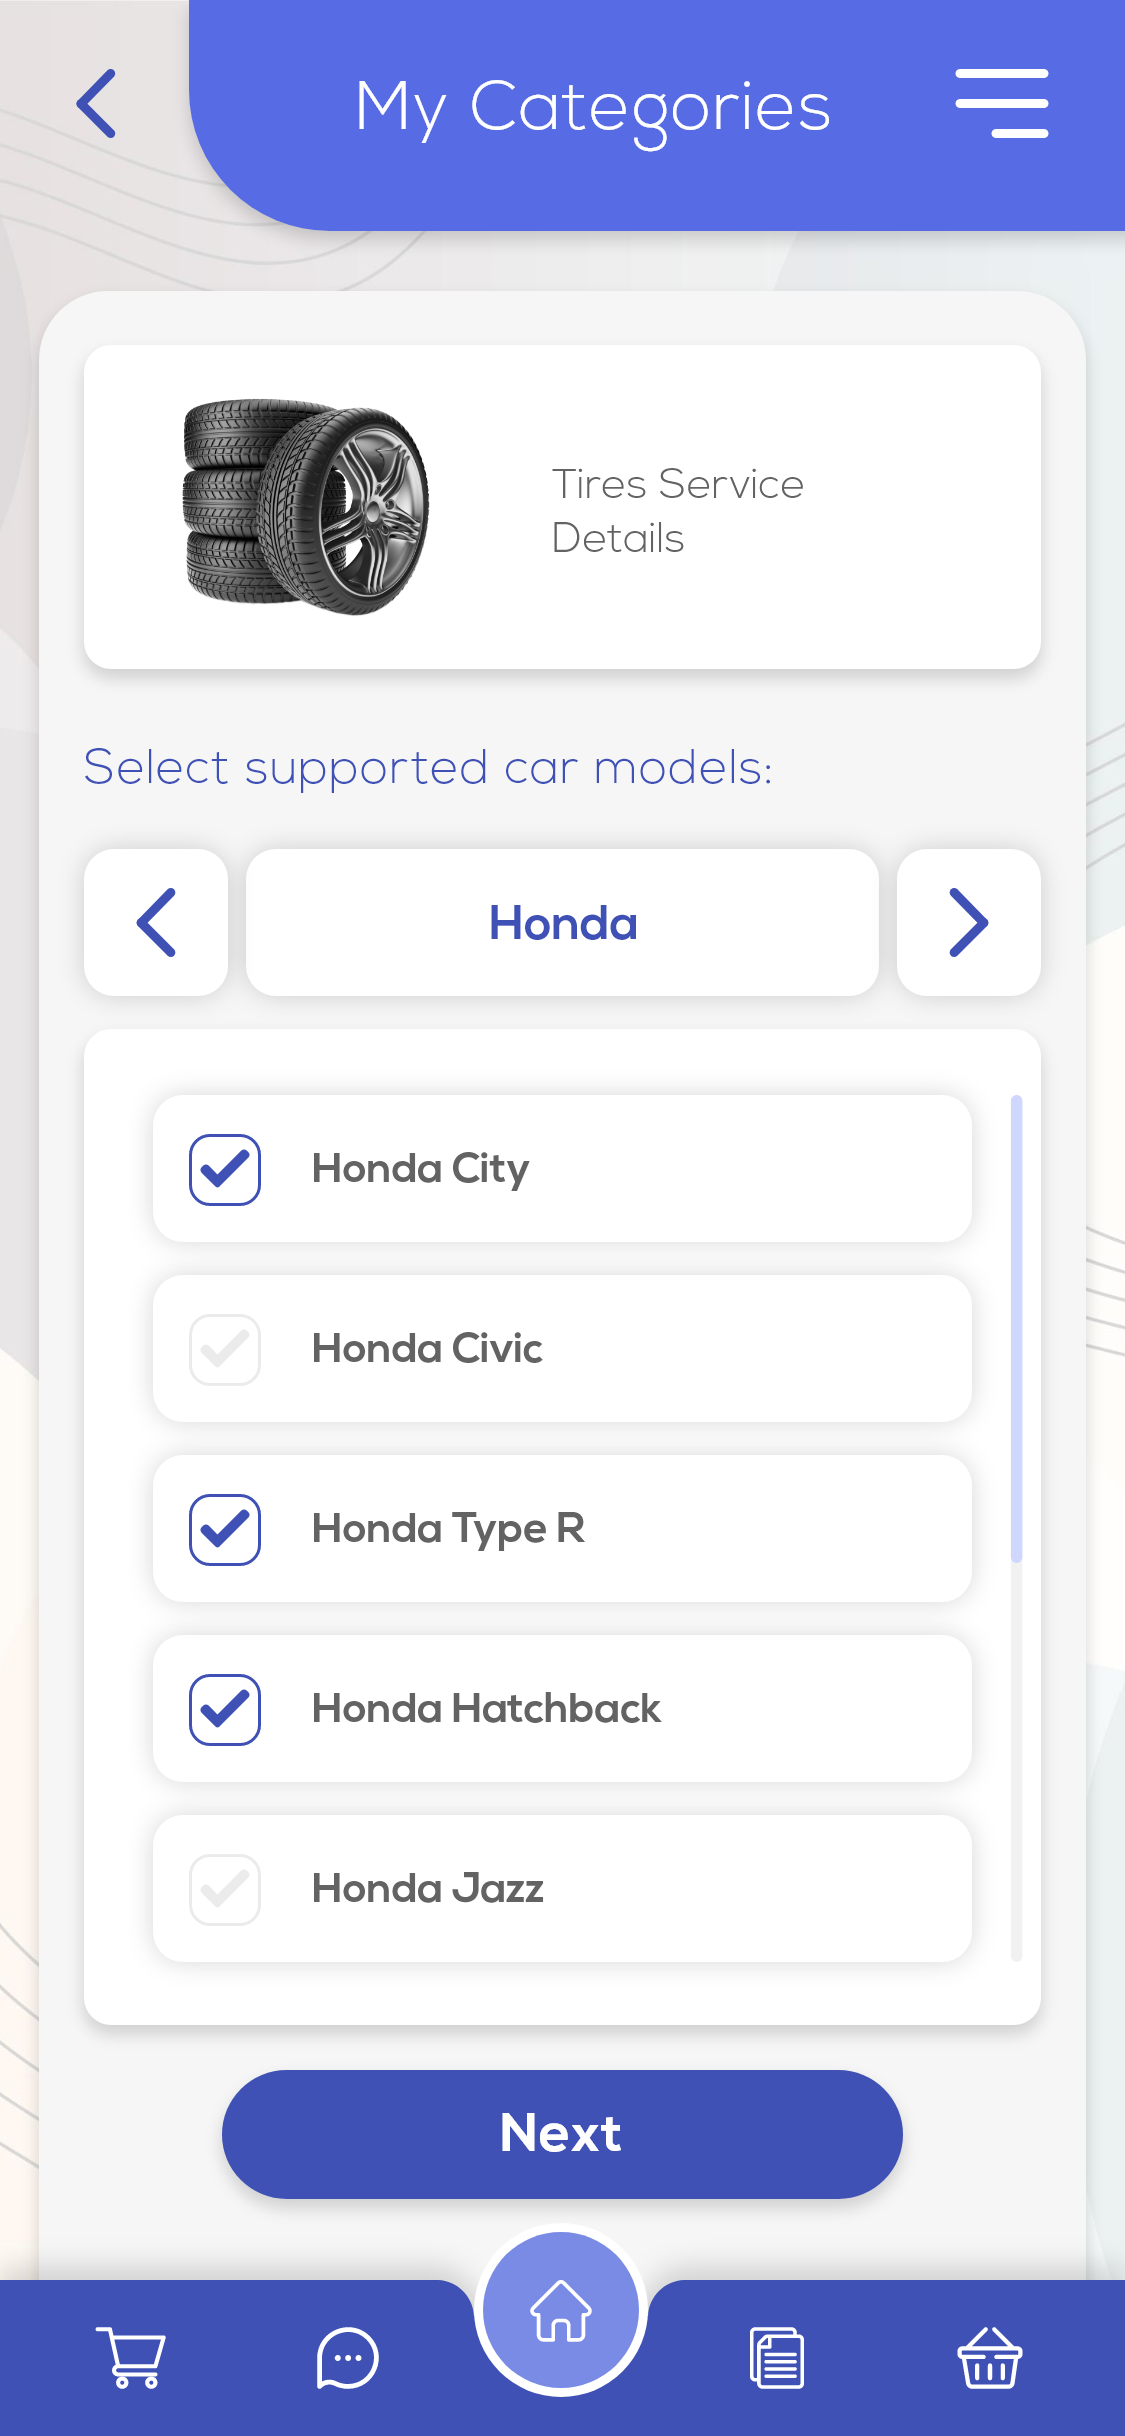 My Categories
Tires Service
Details
Select supported car models:
Honda
Honda City
Honda Civic
Honda Type R
Honda Hatchback
Honda Jazz
Next